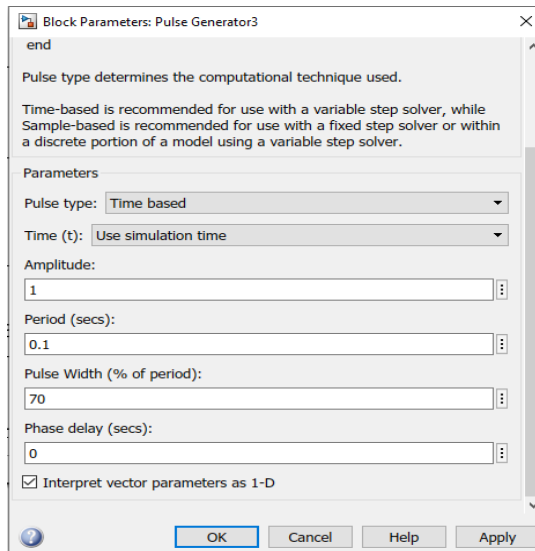 Block Parameters: Pulse Generator3
end
Pulse type determines the computational technique used.
Time-based is recommended for use with a variable step solver, while
Sample-based is recommended for use with a fixed step solver or within
a discrete portion of a model using a variable step solver.
Parameters
Pulse type: Time based
Time (t): Use simulation time
Amplitude:
1
Period (secs):
0.1
Pulse Width (% of period):
70
Phase delay (secs):
0
Interpret vector parameters as 1-D
OK Cancel Help Apply